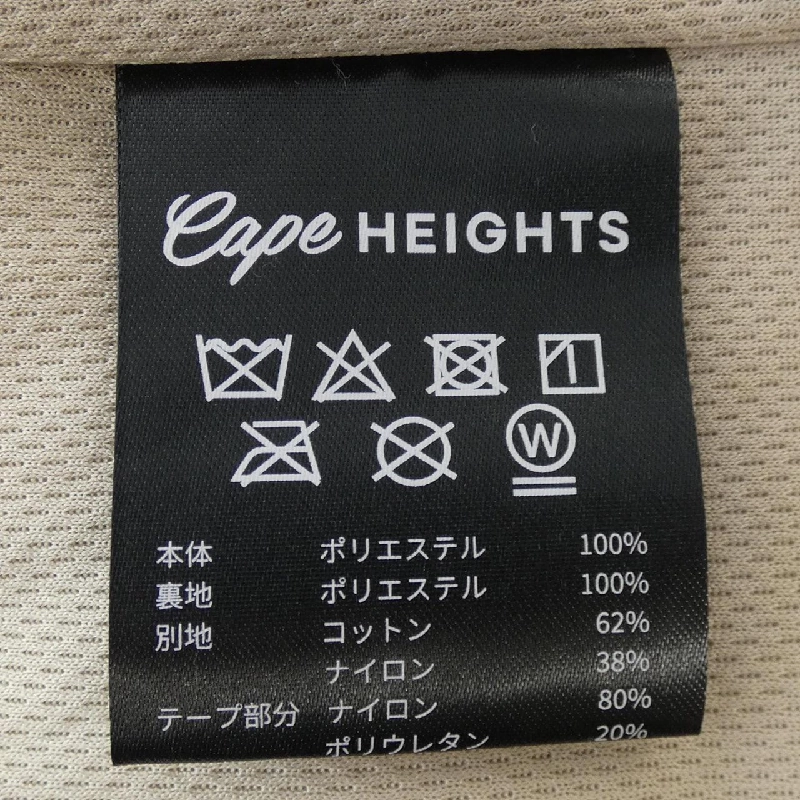 Cape HEIGHTS
W
本体 ポリエステル 100%
裏地 ポリエステル 100%
別地 コットン 62%
ナイロン 38%
テープ部分 ナイロン 80%
ポリウレタン 20%